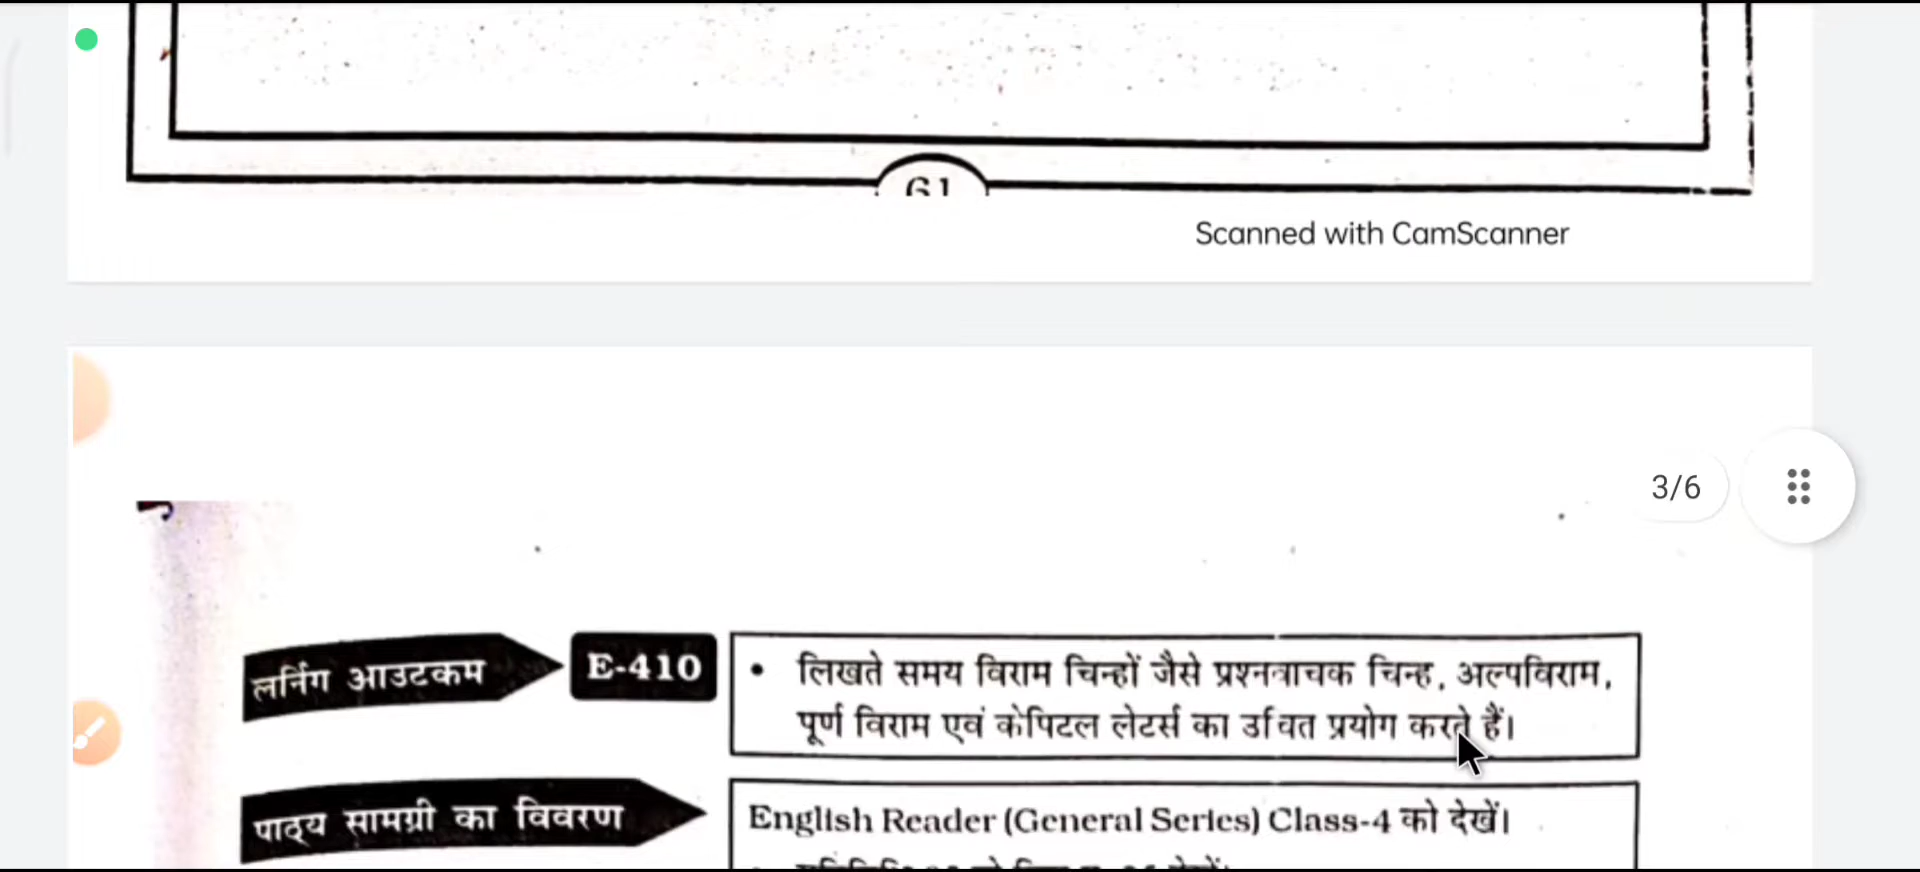 61
Scanned with CamScanner
3/6
लर्निंग आउटकम
E-410
• लिखते समय विराम चिन्हों जैसे प्रश्नवाचक चिन्ह, अल्पविराम,
पूर्ण विराम एवं केपिटल लेटर्स का उचित प्रयोग करते हैं।
पाठ्य सामग्री का विवरण
English Reader (General Series) Class-4 को देखें।